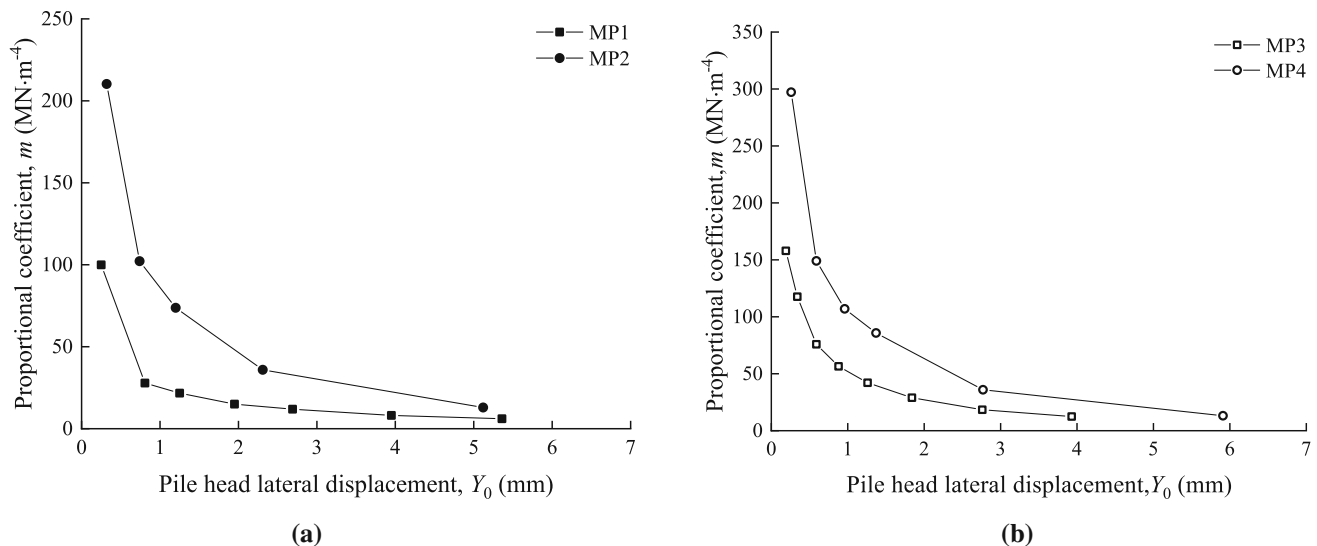 250
200
150
100
50
0
0 1 2 3 4 5 6 7
Proportional coefficient, m (MN·m⁻⁴)
Pile head lateral displacement, Y₀ (mm)
MP1
MP2
(a)
350
300
250
200
150
100
50
0
0 1 2 3 4 5 6 7
Proportional coefficient,m (MN·m⁻⁴)
Pile head lateral displacement,Y₀ (mm)
MP3
MP4
(b)